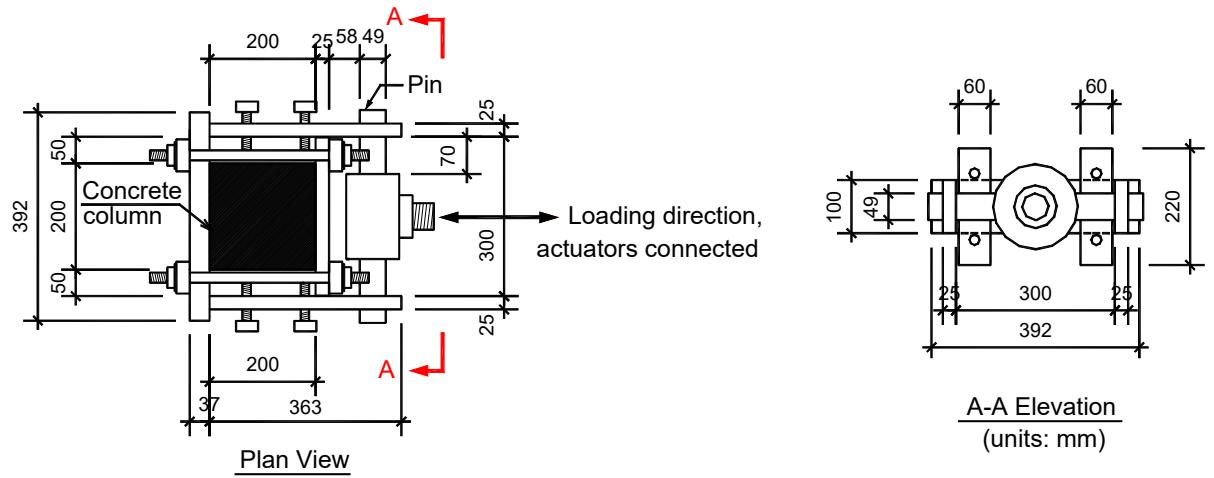 A
200
25
58
49
Pin
25
50
70
Concrete
column
392
200
300
Loading direction,
actuators connected
50
25
200
A
37
363
Plan View
60
60
100
49
220
25
300
25
392
A-A Elevation
(units: mm)